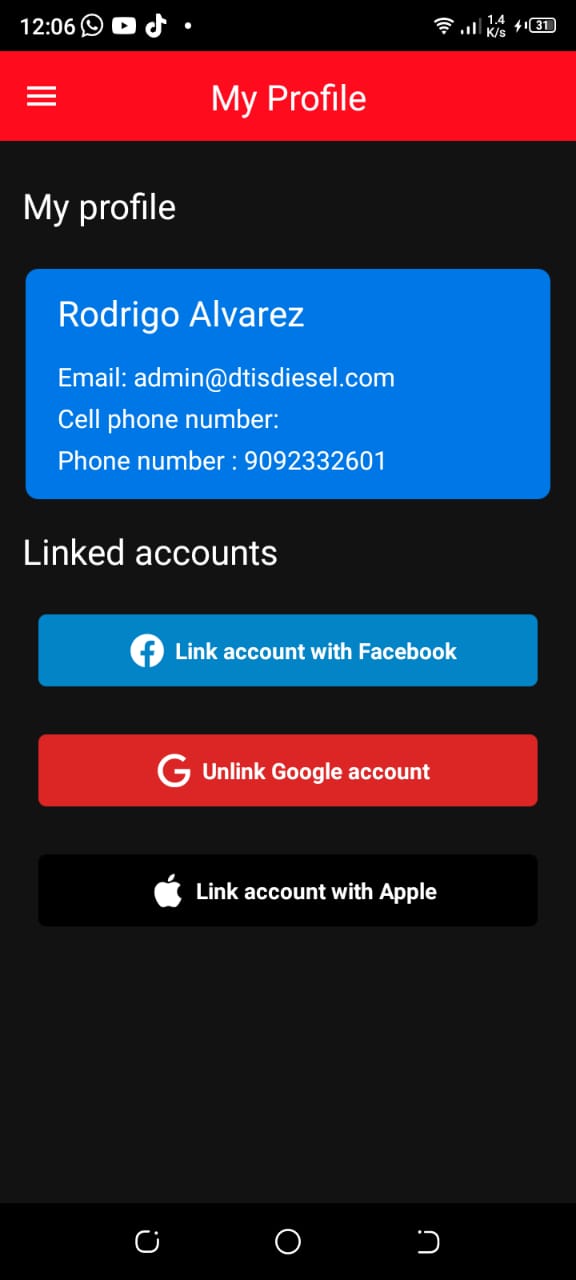 12:06
1.4
K/s
31
My Profile
My profile
Rodrigo Alvarez
Email: admin@dtisdiesel.com
Cell phone number:
Phone number : 9092332601
Linked accounts
Link account with Facebook
Unlink Google account
Link account with Apple